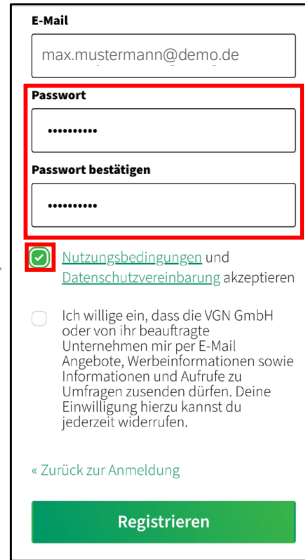 E-Mail
max.mustermann@demo.de
Passwort
••••••••••
Passwort bestätigen
••••••••••
Nutzungsbedingungen und
Datenschutzvereinbarung akzeptieren
Ich willige ein, dass die VGN GmbH
oder von ihr beauftragte
Unternehmen mir per E-Mail
Angebote, Werbeinformationen sowie
Informationen und Aufrufe zu
Umfragen zusenden dürfen. Deine
Einwilligung hierzu kannst du
jederzeit widerrufen.
« Zurück zur Anmeldung
Registrieren